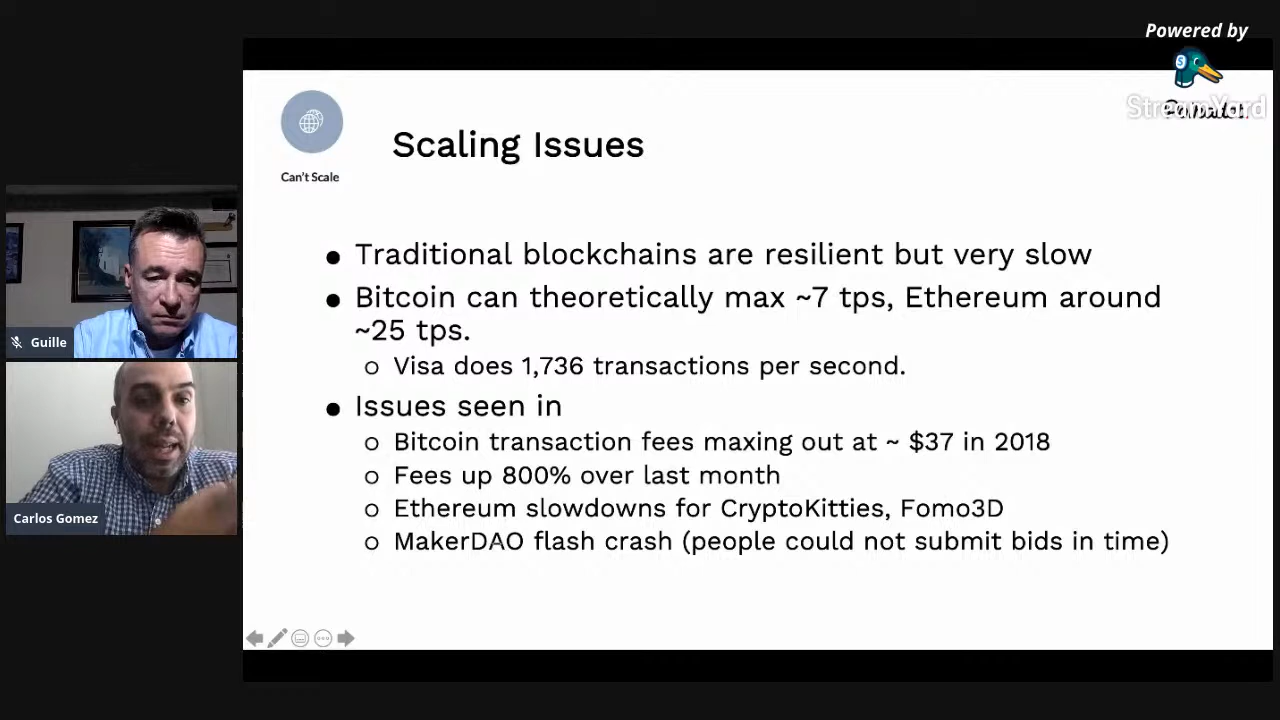 Powered by
StreamYard
Can't Scale
Scaling Issues
● Traditional blockchains are resilient but very slow
● Bitcoin can theoretically max ~7 tps, Ethereum around
~25 tps.
○ Visa does 1,736 transactions per second.
● Issues seen in
○ Bitcoin transaction fees maxing out at ~ $37 in 2018
○ Fees up 800% over last month
○ Ethereum slowdowns for CryptoKitties, Fomo3D
○ MakerDAO flash crash (people could not submit bids in time)
Guille
Carlos Gomez